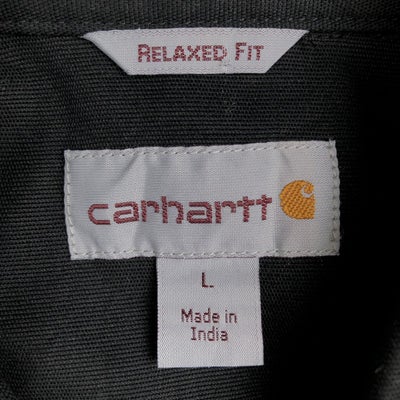 RELAXED FIT
carhartt
L
Made in
India